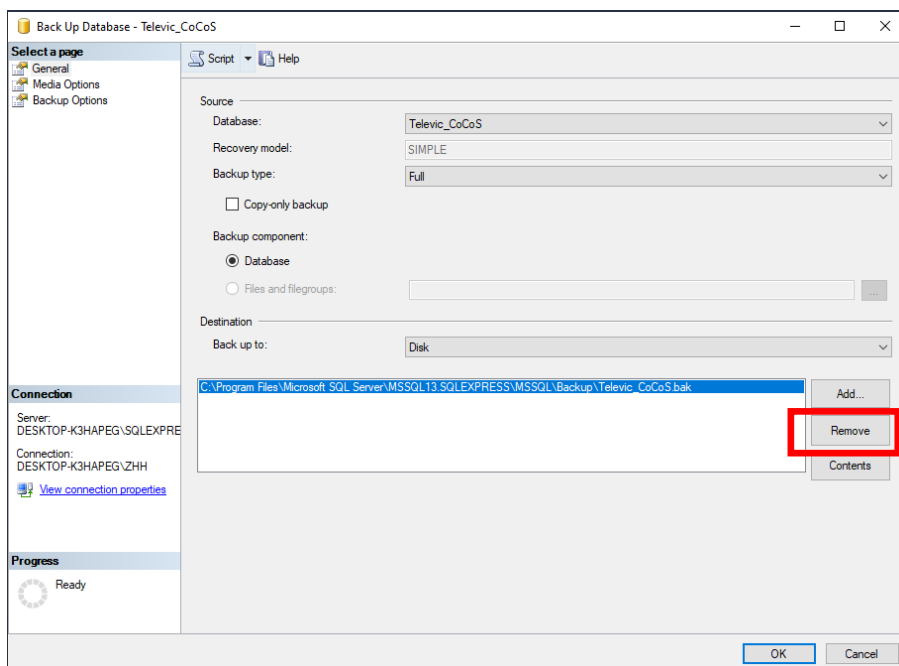 Back Up Database - Televic_CoCoS
Select a page
General
Media Options
Backup Options
Script
Help
Source
Database:
Televic_CoCoS
Recovery model:
SIMPLE
Backup type:
Full
Copy-only backup
Backup component:
Database
Files and filegroups:
...
Destination
Back up to:
Disk
C:\Program Files\Microsoft SQL Server\MSSQL13.SQLEXPRESS\MSSQL\Backup\Televic_CoCoS.bak
Add...
Remove
Contents
Connection
Server:
DESKTOP-K3HAPEG\SQLEXPRE
Connection:
DESKTOP-K3HAPEG\ZHH
View connection properties
Progress
Ready
OK
Cancel